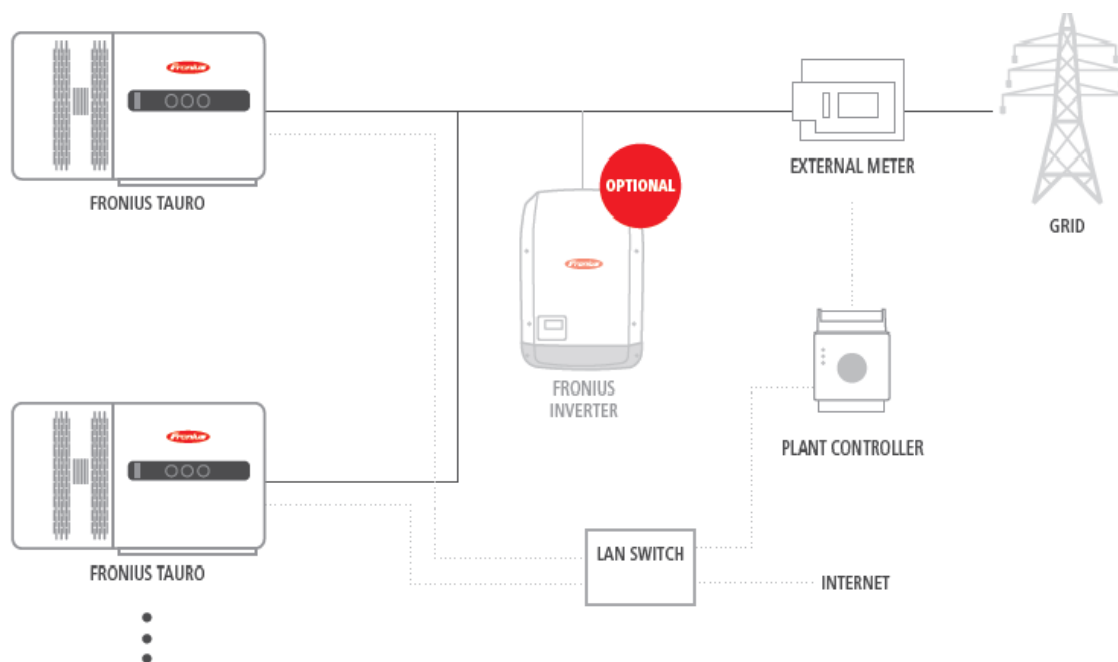 Fronius
FRONIUS TAURO
OPTIONAL
Fronius
FRONIUS
INVERTER
EXTERNAL METER
GRID
PLANT CONTROLLER
Fronius
FRONIUS TAURO
LAN SWITCH
INTERNET